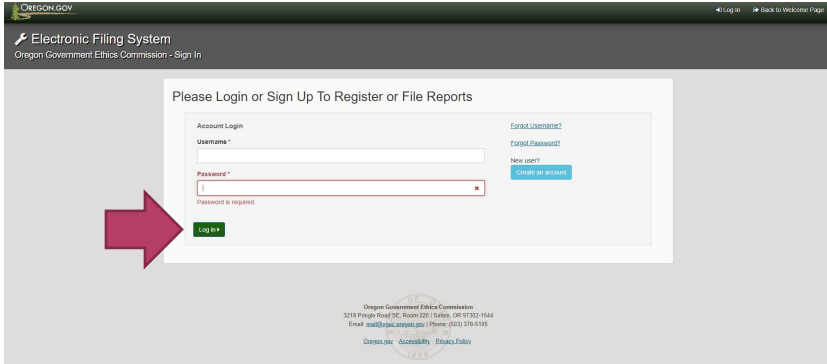 OREGON.GOV
Log In Back to Welcome Page
Electronic Filing System
Oregon Government Ethics Commission - Sign In
Please Login or Sign Up To Register or File Reports
Account Login
Username *
Password *
Password is required.
Log in
Forgot Username?
Forgot Password?
New user?
Create an account
Oregon Government Ethics Commission
3218 Pringle Road SE, Room 220 | Salem, OR 97302-1544
Email: mail@ogec.oregon.gov | Phone: (503) 378-5105
Oregon.gov Accessibility Privacy Policy
1859